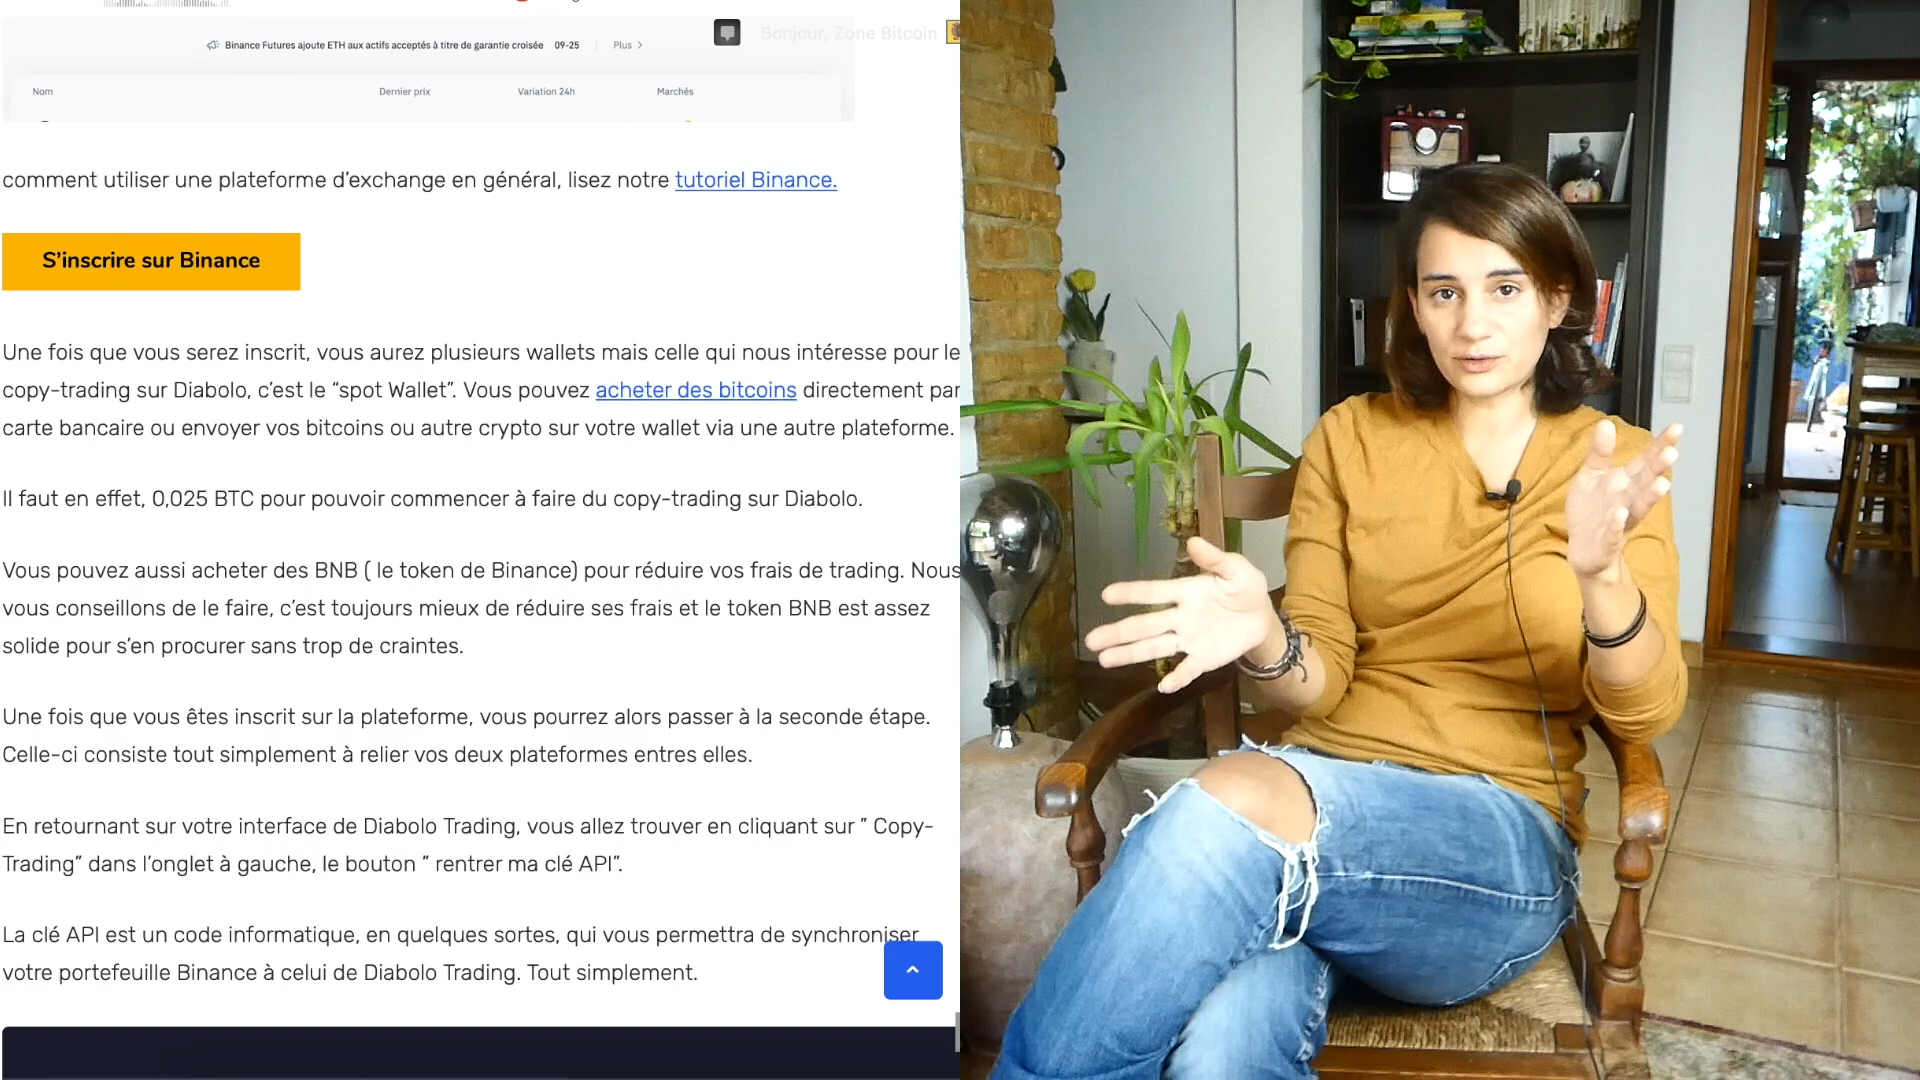 Bonjour, Zone Bitcoin
Binance Futures ajoute ETH aux actifs acceptés à titre de garantie croisée 09-25 Plus
Nom Dernier prix Variation 24h Marchés
comment utiliser une plateforme d’exchange en général, lisez notre tutoriel Binance.
S’inscrire sur Binance
Une fois que vous serez inscrit, vous aurez plusieurs wallets mais celle qui nous intéresse pour le
copy-trading sur Diabolo, c’est le “spot Wallet”. Vous pouvez acheter des bitcoins directement par
carte bancaire ou envoyer vos bitcoins ou autre crypto sur votre wallet via une autre plateforme.
Il faut en effet, 0,025 BTC pour pouvoir commencer à faire du copy-trading sur Diabolo.
Vous pouvez aussi acheter des BNB ( le token de Binance) pour réduire vos frais de trading. Nous
vous conseillons de le faire, c’est toujours mieux de réduire ses frais et le token BNB est assez
solide pour s’en procurer sans trop de craintes.
Une fois que vous êtes inscrit sur la plateforme, vous pourrez alors passer à la seconde étape.
Celle-ci consiste tout simplement à relier vos deux plateformes entres elles.
En retournant sur votre interface de Diabolo Trading, vous allez trouver en cliquant sur ” Copy-
Trading” dans l’onglet à gauche, le bouton ” rentrer ma clé API”.
La clé API est un code informatique, en quelques sortes, qui vous permettra de synchroniser
votre portefeuille Binance à celui de Diabolo Trading. Tout simplement.